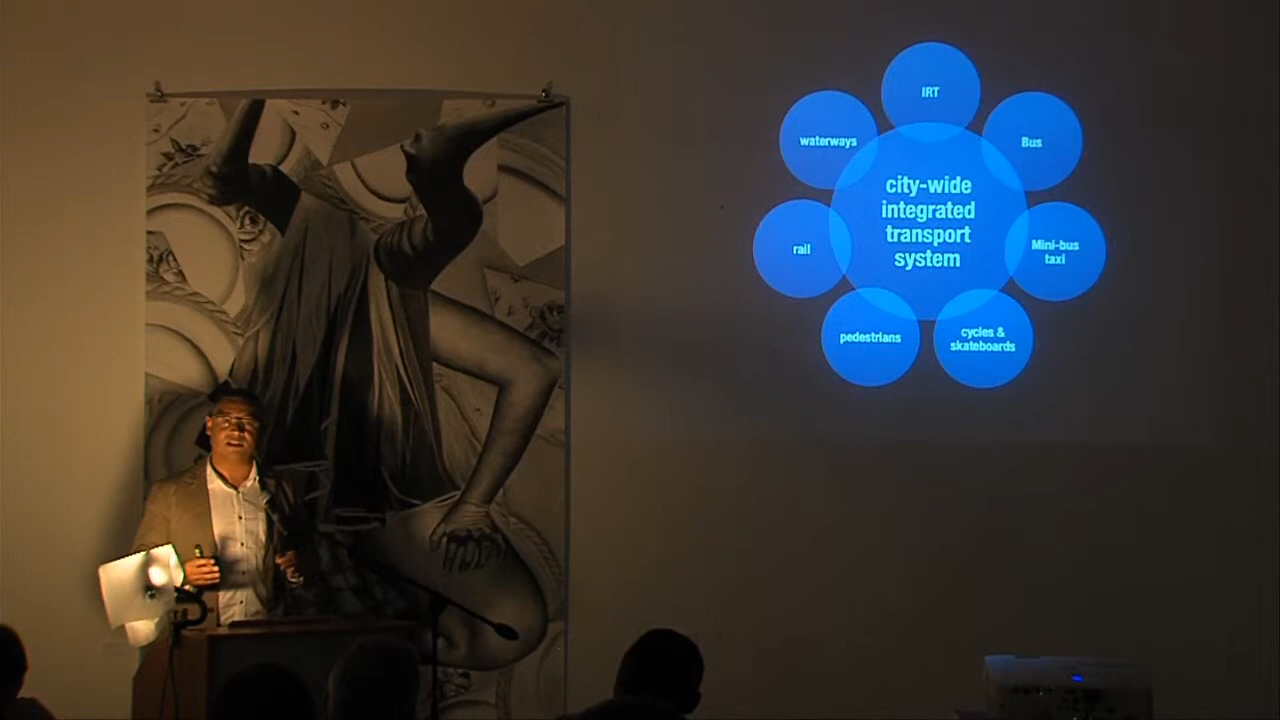 IRT
waterways
Bus
city-wide
integrated
transport
system
rail
Mini-bus
taxi
pedestrians
cycles &
skateboards